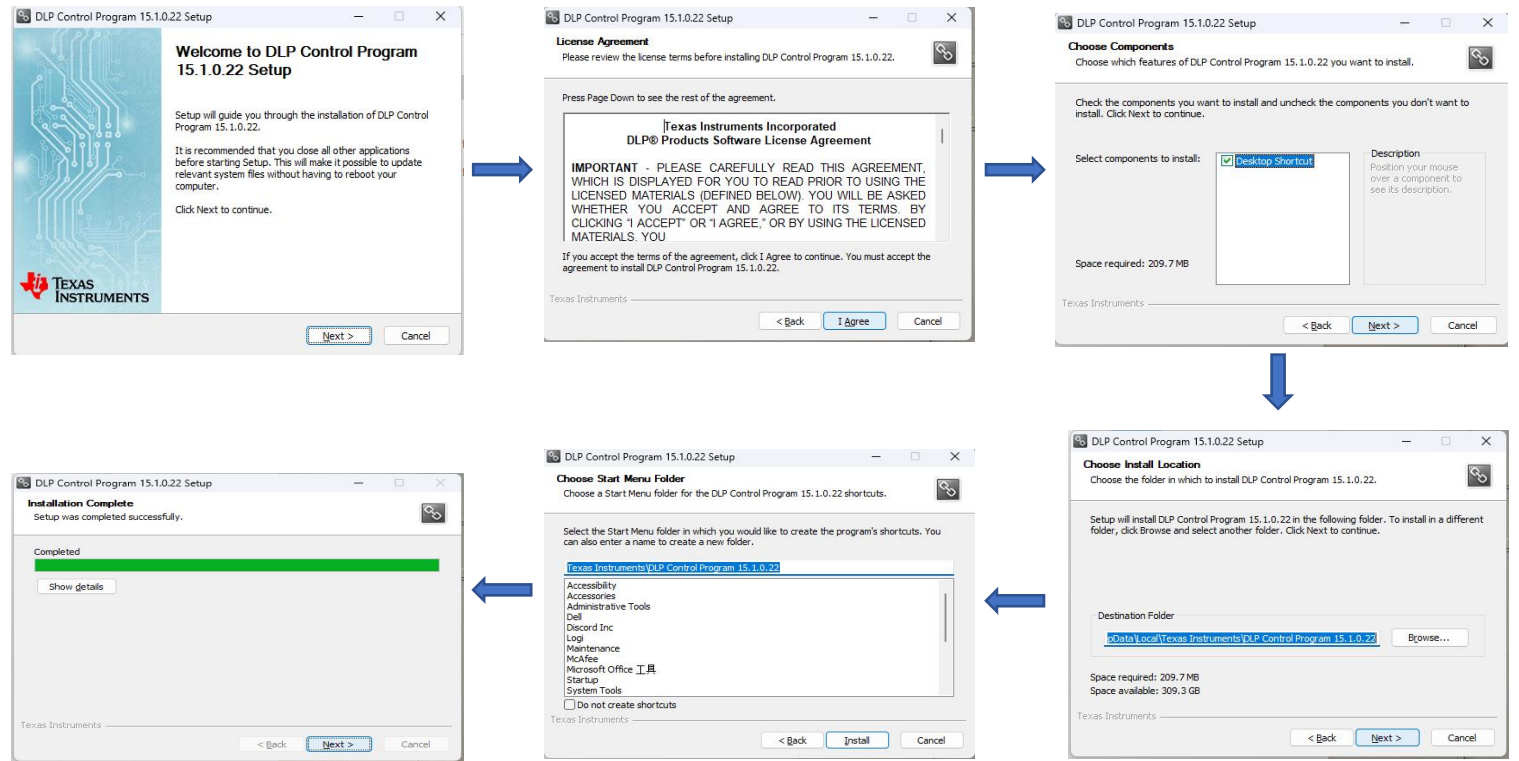 DLP Control Program 15.1.0.22 Setup
Welcome to DLP Control Program
15.1.0.22 Setup
Setup will guide you through the installation of DLP Control
Program 15.1.0.22.
It is recommended that you close all other applications
before starting Setup. This will make it possible to update
relevant system files without having to reboot your
computer.
Click Next to continue.
TEXAS
INSTRUMENTS
Next >
Cancel
DLP Control Program 15.1.0.22 Setup
License Agreement
Please review the license terms before installing DLP Control Program 15.1.0.22.
Press Page Down to see the rest of the agreement.
Texas Instruments Incorporated
DLP® Products Software License Agreement
IMPORTANT - PLEASE CAREFULLY READ THIS AGREEMENT,
WHICH IS DISPLAYED FOR YOU TO READ PRIOR TO USING THE
LICENSED MATERIALS (DEFINED BELOW). YOU WILL BE ASKED
WHETHER YOU ACCEPT AND AGREE TO ITS TERMS. BY
CLICKING “I ACCEPT” OR “I AGREE,” OR BY USING THE LICENSED
MATERIALS, YOU
If you accept the terms of the agreement, click I Agree to continue. You must accept the
agreement to install DLP Control Program 15.1.0.22.
Texas Instruments
< Back
I Agree
Cancel
DLP Control Program 15.1.0.22 Setup
Choose Components
Choose which features of DLP Control Program 15.1.0.22 you want to install.
Check the components you want to install and uncheck the components you don't want to
install. Click Next to continue.
Select components to install:
Desktop Shortcut
Description
Position your mouse
over a component to
see its description.
Space required: 209.7 MB
Texas Instruments
< Back
Next >
Cancel
DLP Control Program 15.1.0.22 Setup
Choose Install Location
Choose the folder in which to install DLP Control Program 15.1.0.22.
Setup will install DLP Control Program 15.1.0.22 in the following folder. To install in a different
folder, click Browse and select another folder. Click Next to continue.
Destination Folder
pData\Local\Texas Instruments\DLP Control Program 15.1.0.22
Browse...
Space required: 209.7 MB
Space available: 309.3 GB
Texas Instruments
< Back
Next >
Cancel
DLP Control Program 15.1.0.22 Setup
Choose Start Menu Folder
Choose a Start Menu folder for the DLP Control Program 15.1.0.22 shortcuts.
Select the Start Menu folder in which you would like to create the program's shortcuts. You
can also enter a name to create a new folder.
Texas Instruments\DLP Control Program 15.1.0.22
Accessibility
Accessories
Administrative Tools
Dell
Discord Inc
Logi
Maintenance
McAfee
Microsoft Office 工具
Startup
System Tools
Do not create shortcuts
Texas Instruments
< Back
Install
Cancel
DLP Control Program 15.1.0.22 Setup
Installation Complete
Setup was completed successfully.
Completed
Show details
Texas Instruments
< Back
Next >
Cancel